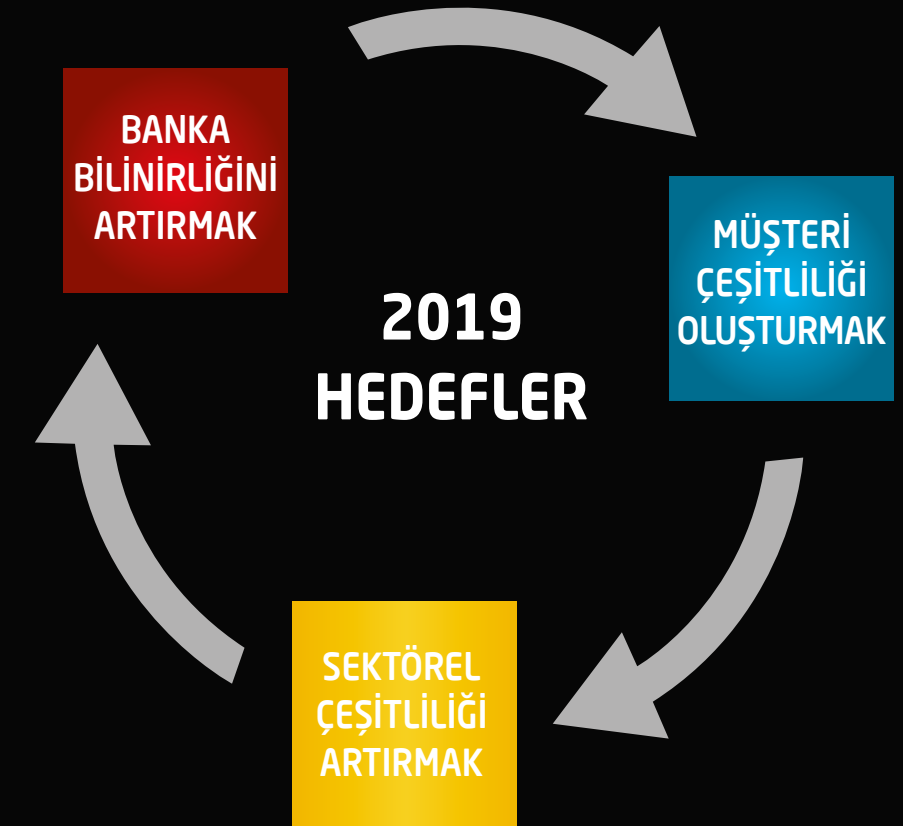 BANKA
BİLİNİRLİĞİNİ
ARTIRMAK
MÜŞTERİ
ÇEŞİTLİLİĞİ
OLUŞTURMAK
2019
HEDEFLER
SEKTÖREL
ÇEŞİTLİLİĞİ
ARTIRMAK